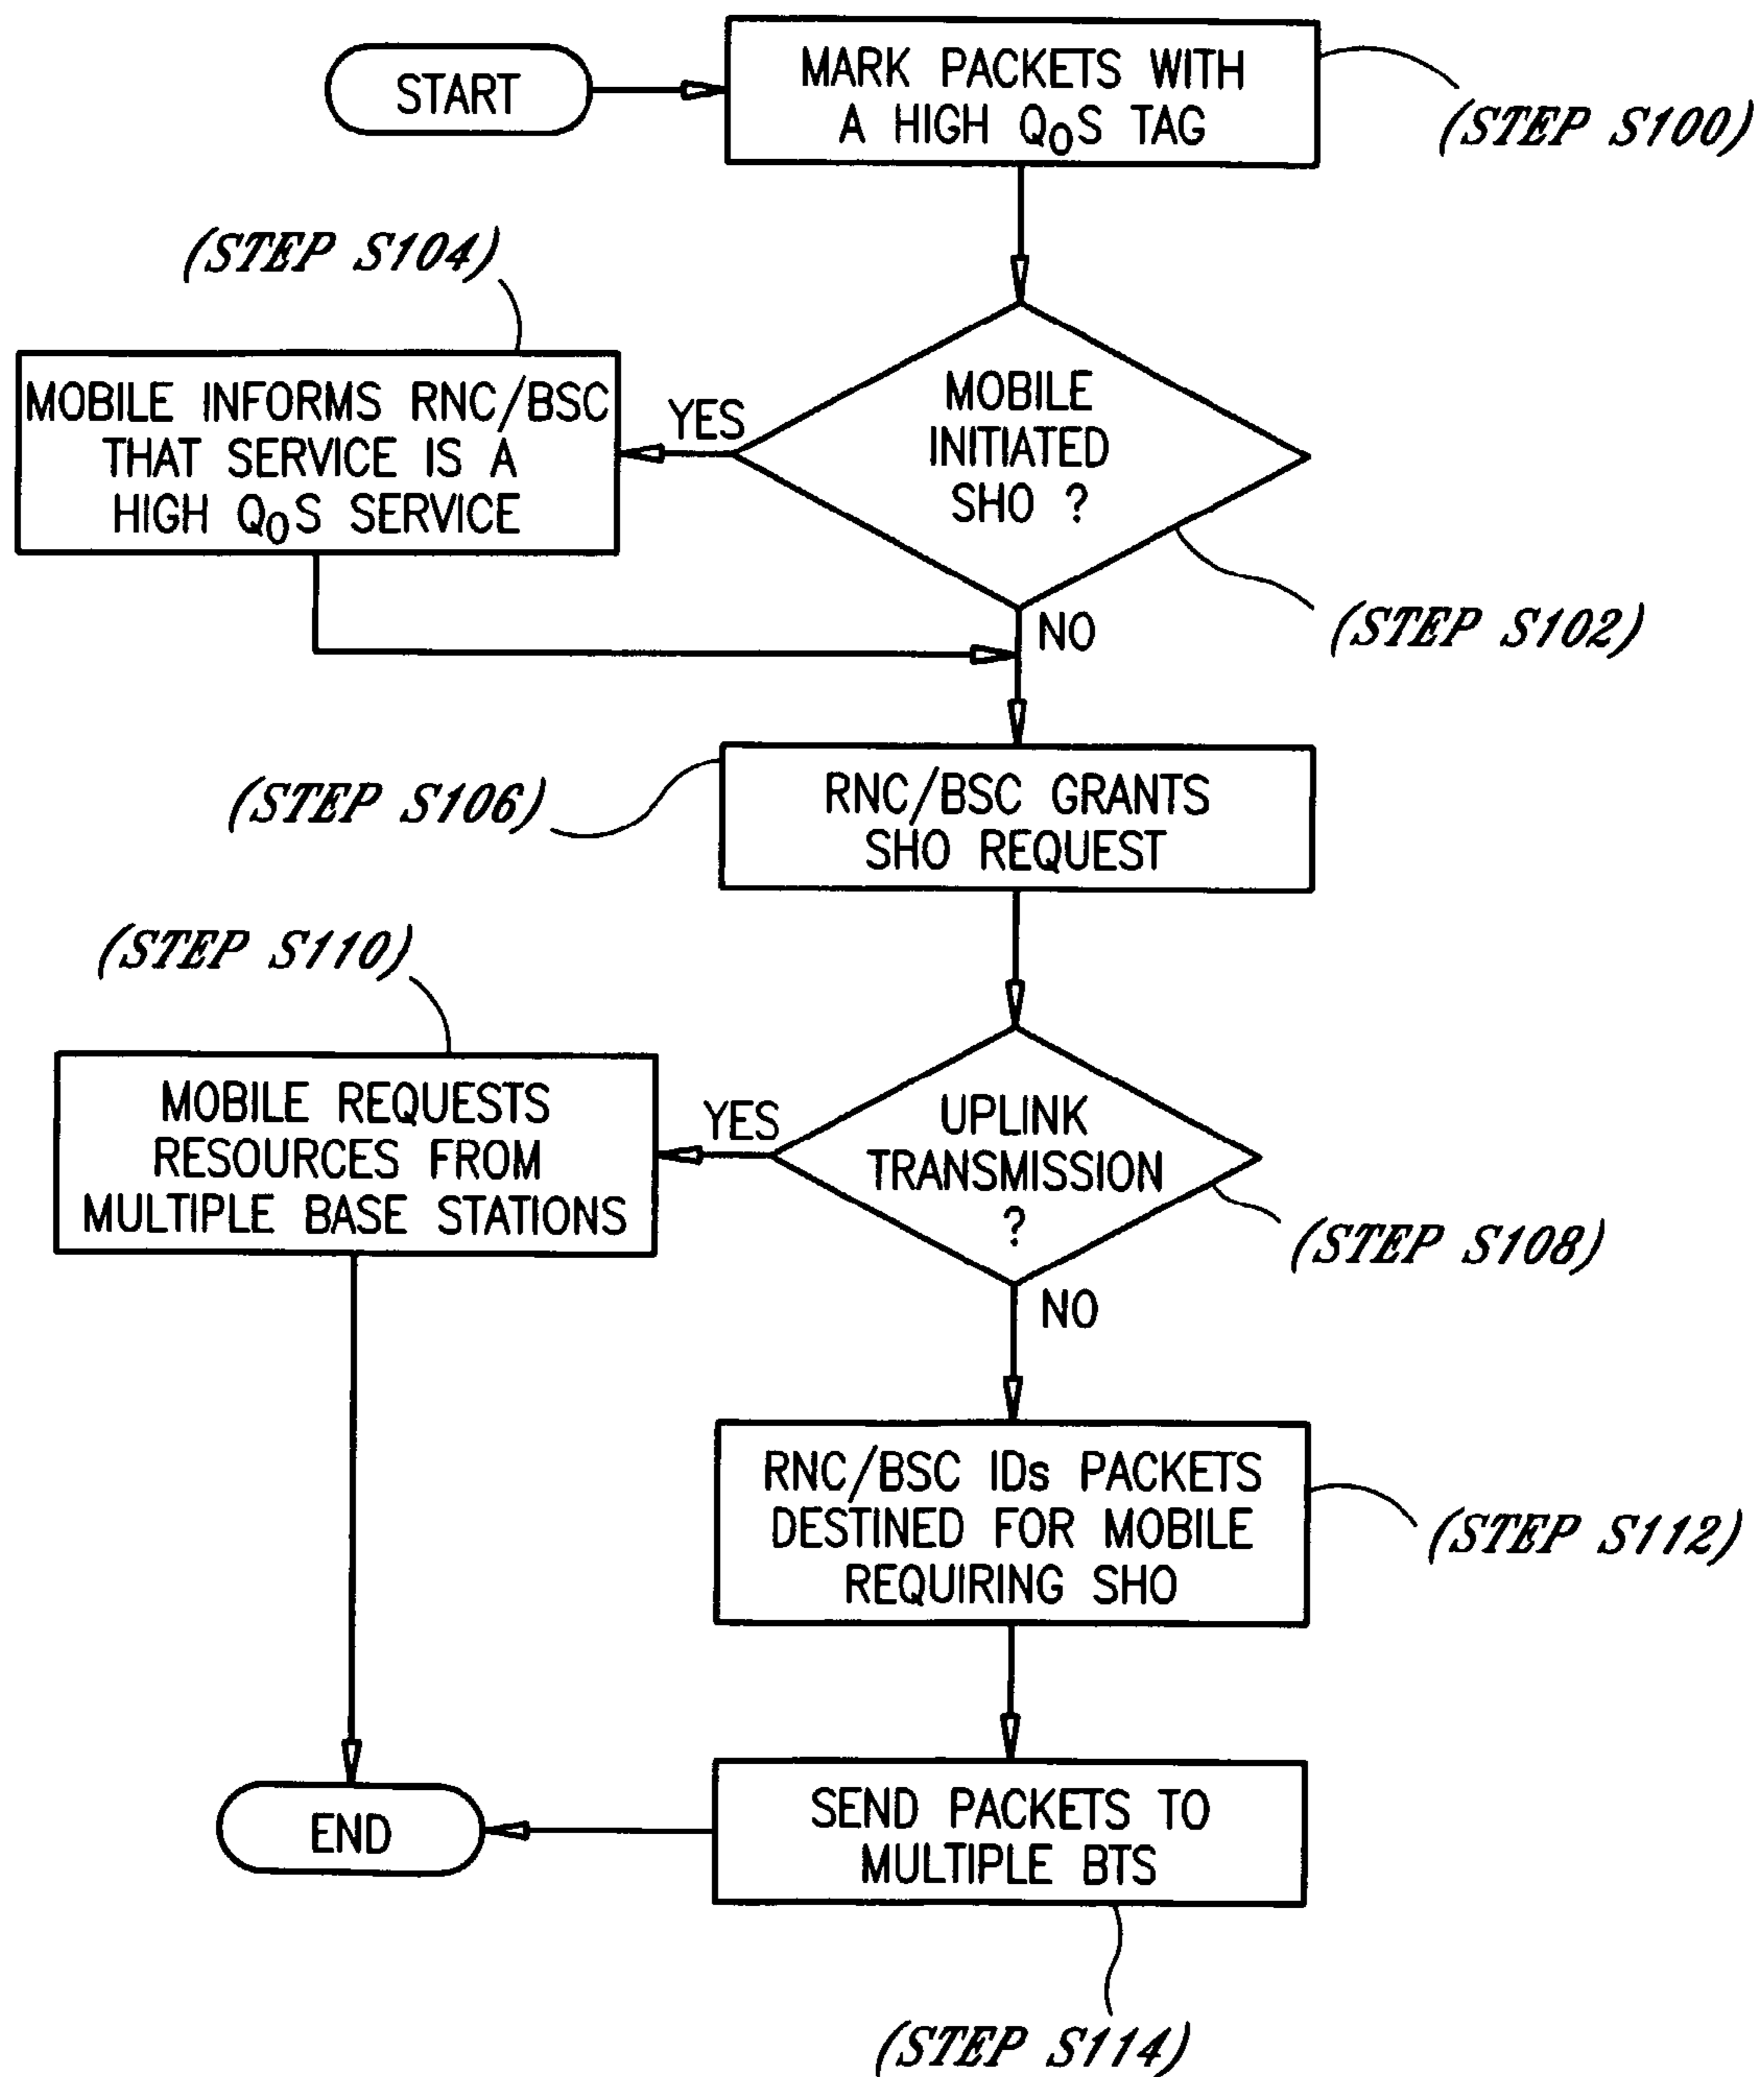 START
MARK PACKETS WITH
A HIGH QoS TAG
(STEP S100)
(STEP S104)
MOBILE INFORMS RNC/BSC
THAT SERVICE IS A
HIGH QoS SERVICE
YES
MOBILE
INITIATED
SHO ?
NO
(STEP S102)
(STEP S106)
RNC/BSC GRANTS
SHO REQUEST
(STEP S110)
MOBILE REQUESTS
RESOURCES FROM
MULTIPLE BASE STATIONS
YES
UPLINK
TRANSMISSION
?
(STEP S108)
NO
RNC/BSC IDs PACKETS
DESTINED FOR MOBILE
REQUIRING SHO
(STEP S112)
END
SEND PACKETS TO
MULTIPLE BTS
(STEP S114)